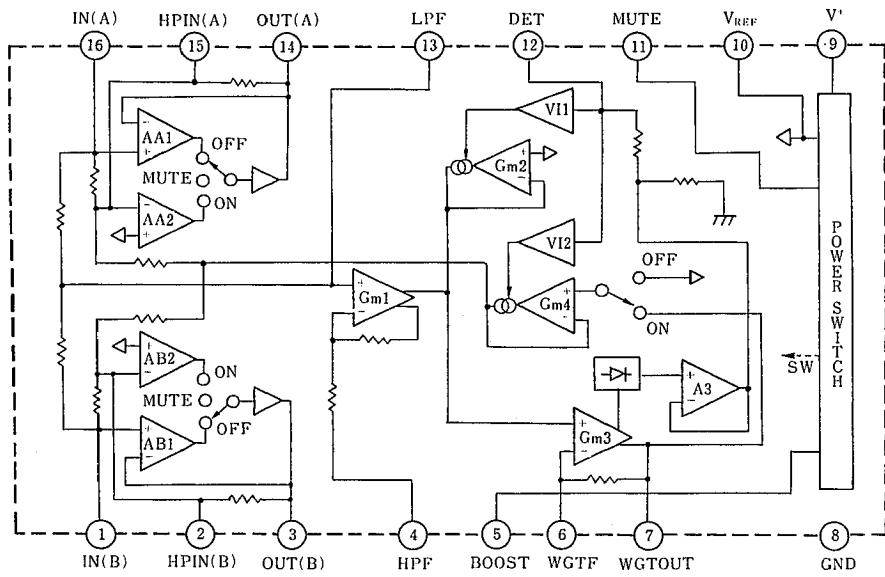 IN(A) HPIN(A) OUT(A) LPF DET MUTE VREF V+
16 15 14 13 12 11 10 9
AA1
OFF
MUTE
ON
AA2
VI1
Gm2
VI2
OFF
Gm1
Gm4
ON
POWER SWITCH
SW
AB2
ON
MUTE
OFF
AB1
A3
Gm3
1 2 3 4 5 6 7 8
IN(B) HPIN(B) OUT(B) HPF BOOST WGTF WGTOUT GND